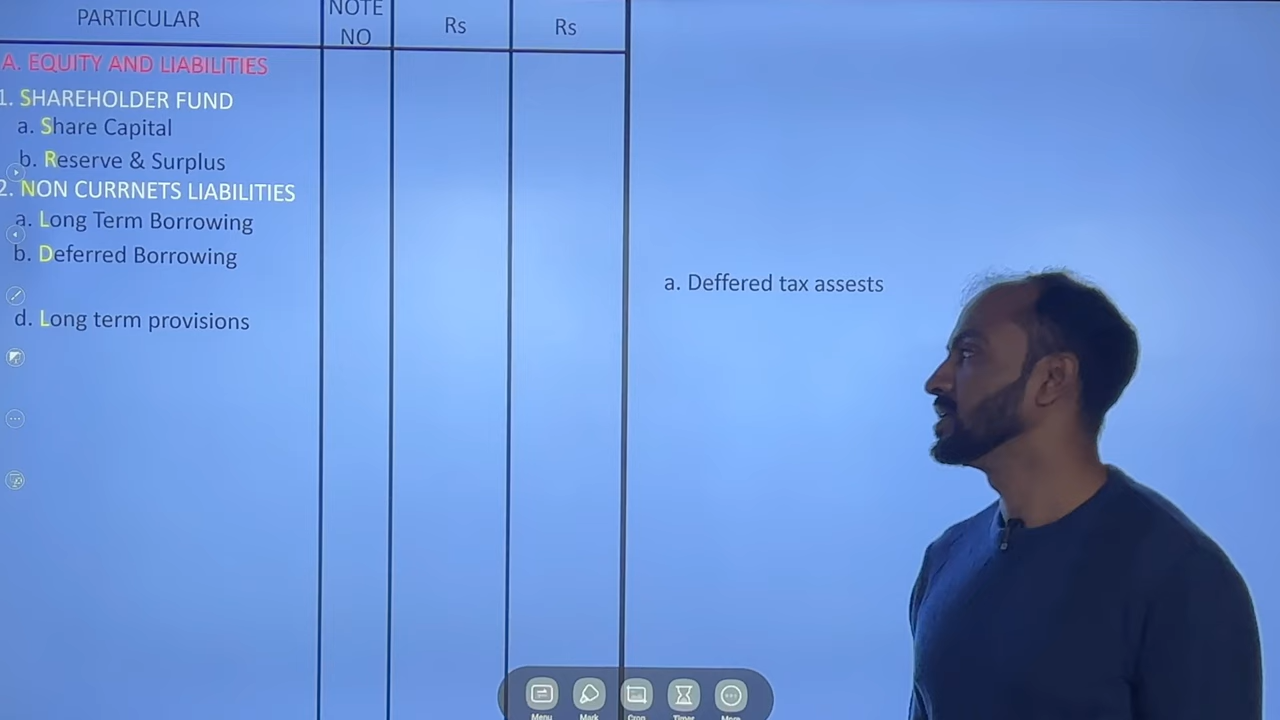 PARTICULAR
NOTE
NO
Rs
Rs
A. EQUITY AND LIABILITIES
1. SHAREHOLDER FUND
a. Share Capital
b. Reserve & Surplus
2. NON CURRNETS LIABILITIES
a. Long Term Borrowing
b. Deferred Borrowing
a. Deffered tax assests
d. Long term provisions
Menu
Mark
Crop
Timer
More